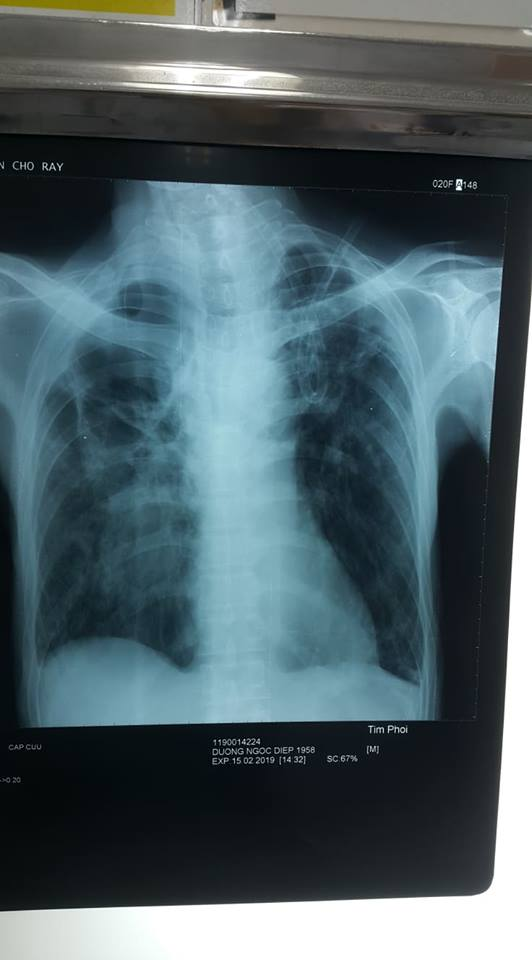 N CHO RAY
020F A148
Tim Phoi
CAP CUU
1190014224
[M]
DUONG NGOC DIEP 1958
EXP 15.02.2019 [14:32]
SC:67%
->0.20